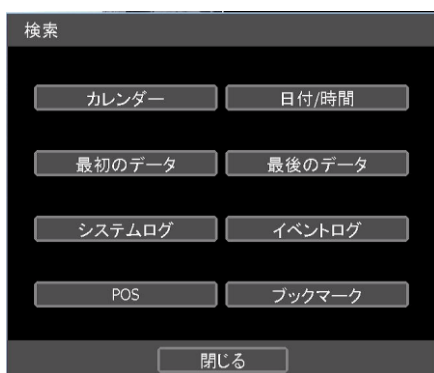 検索
カレンダー 日付/時間
最初のデータ 最後のデータ
システムログ イベントログ
POS ブックマーク
閉じる